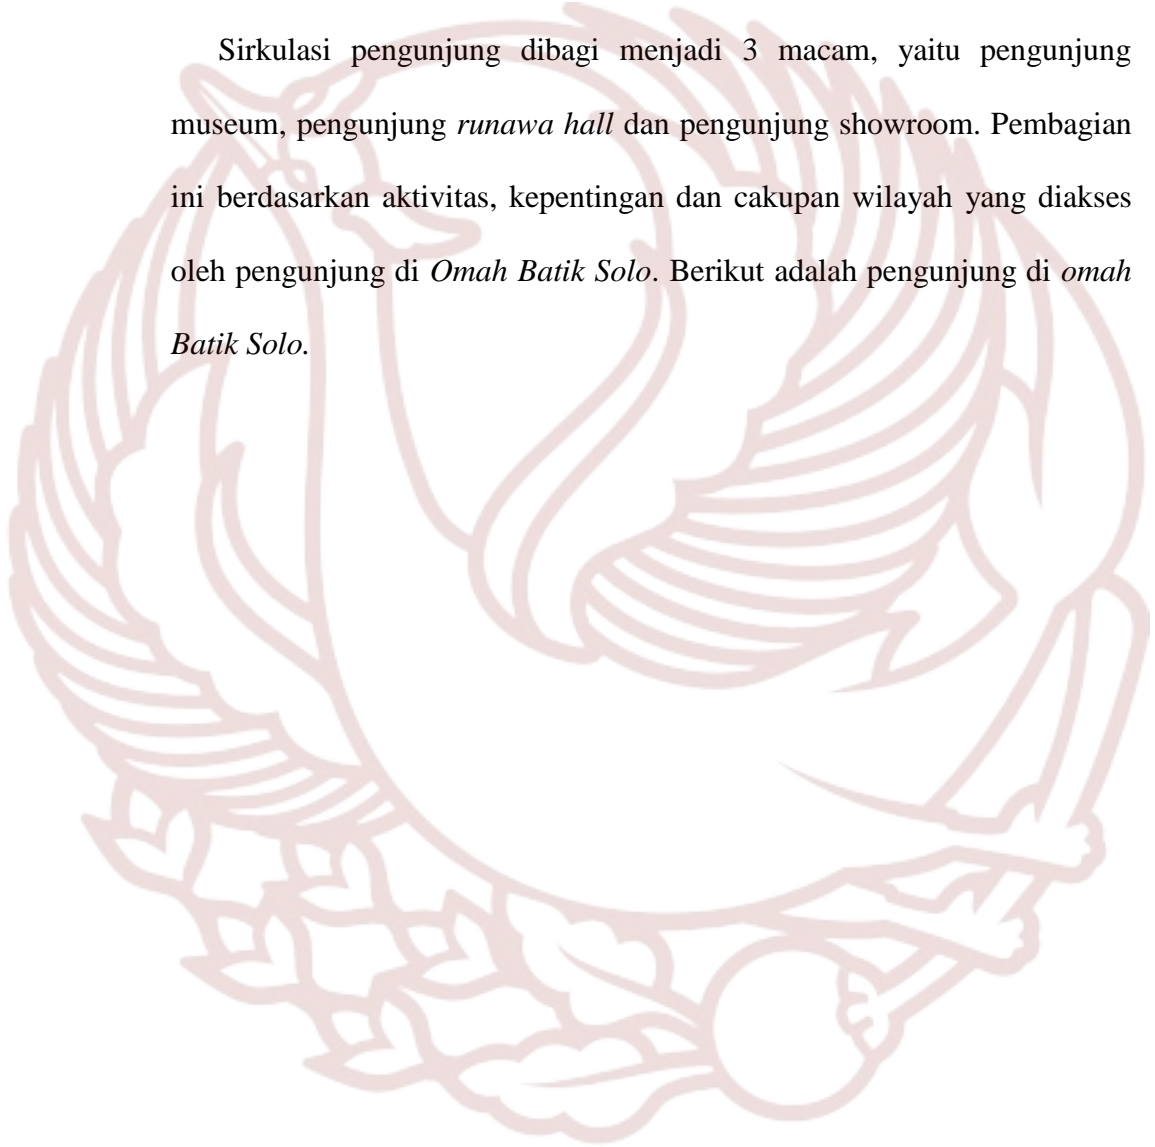 Sirkulasi pengunjung dibagi menjadi 3 macam, yaitu pengunjung
museum, pengunjung runawa hall dan pengunjung showroom. Pembagian
ini berdasarkan aktivitas, kepentingan dan cakupan wilayah yang diakses
oleh pengunjung di Omah Batik Solo. Berikut adalah pengunjung di omah
Batik Solo.